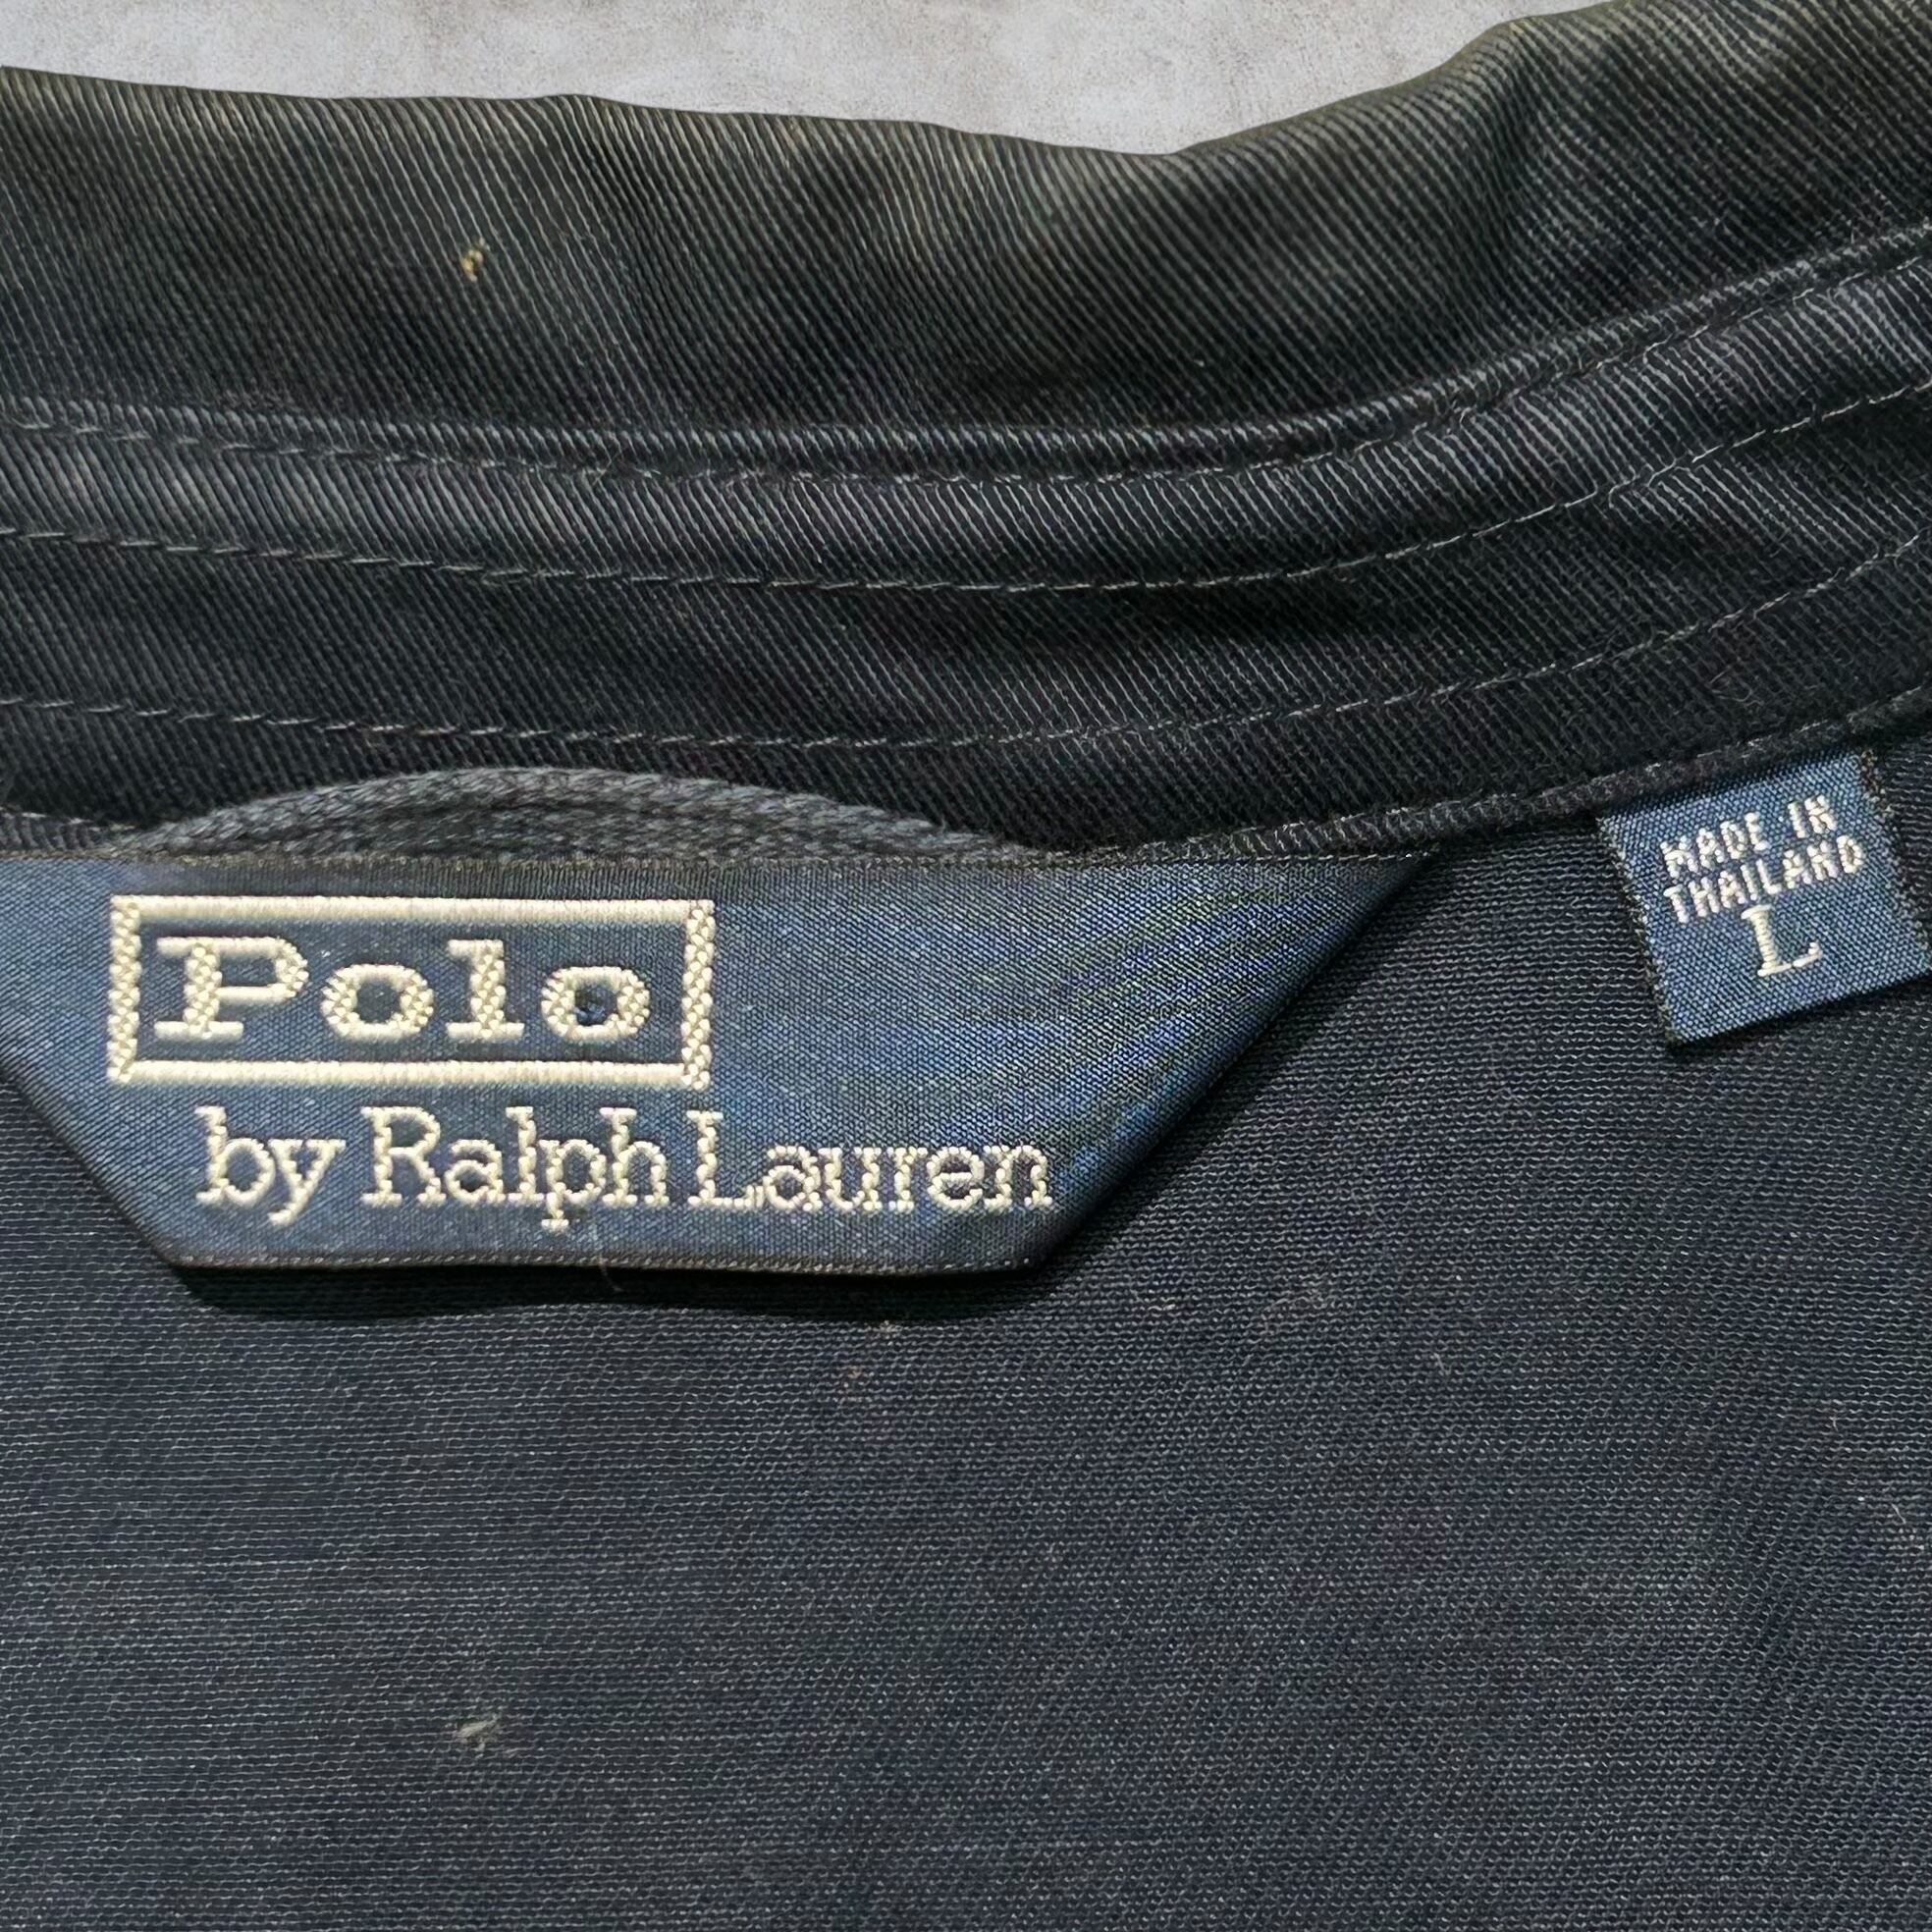 Polo
by Ralph Lauren
MADE IN
THAILAND
L